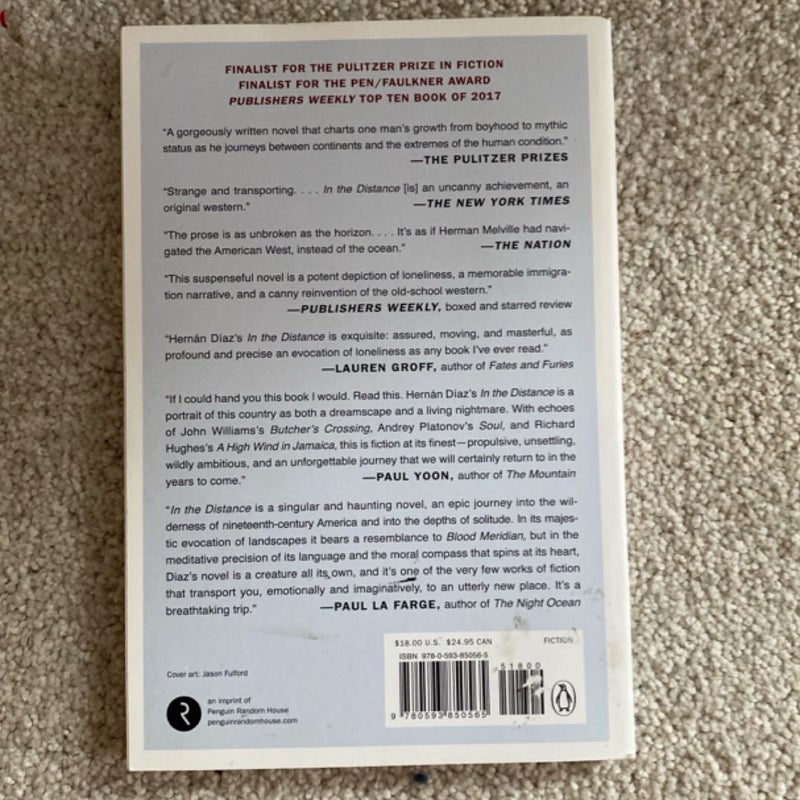 FINALIST FOR THE PULITZER PRIZE IN FICTION
FINALIST FOR THE PEN/FAULKNER AWARD
PUBLISHERS WEEKLY TOP TEN BOOK OF 2017
"A gorgeously written novel that charts one man's growth from boyhood to mythic
status as he journeys between continents and the extremes of the human condition."
—THE PULITZER PRIZES
"Strange and transporting. . . . In the Distance [is] an uncanny achievement, an
original western." —THE NEW YORK TIMES
"The prose is as unbroken as the horizon. . . . It's as if Herman Melville had navi-
gated the American West, instead of the ocean." —THE NATION
"This suspenseful novel is a potent depiction of loneliness, a memorable immigra-
tion narrative, and a canny reinvention of the old-school western."
—PUBLISHERS WEEKLY, boxed and starred review
"Hernán Diaz's In the Distance is exquisite: assured, moving, and masterful, as
profound and precise an evocation of loneliness as any book I've ever read."
—LAUREN GROFF, author of Fates and Furies
"If I could hand you this book I would. Read this. Hernán Diaz's In the Distance is a
portrait of this country as both a dreamscape and a living nightmare. With echoes
of John Williams's Butcher's Crossing, Andrey Platonov's Soul, and Richard
Hughes's A High Wind in Jamaica, this is fiction at its finest—propulsive, unsettling,
wildly ambitious, and an unforgettable journey that we will certainly return to in the
years to come." —PAUL YOON, author of The Mountain
"In the Distance is a singular and haunting novel, an epic journey into the wil-
derness of nineteenth-century America and into the depths of solitude. In its majes-
tic evocation of landscapes it bears a resemblance to Blood Meridian, but in the
meditative precision of its language and the moral compass that spins at its heart,
Diaz's novel is a creature all its own, and it's one of the very few works of fiction
that transport you, emotionally and imaginatively, to an utterly new place. It's a
breathtaking trip." —PAUL LA FARGE, author of The Night Ocean
$18.00 U.S. $24.95 CAN FICTION
ISBN 978-0-593-85056-5
51800
9 780593 850565
Cover art: Jason Fulford
an imprint of
Penguin Random House
penguinrandomhouse.com